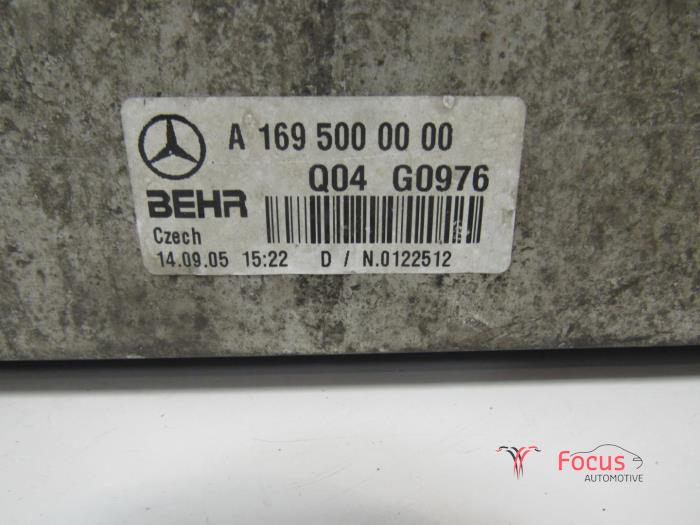 A 169 500 00 00
Q04 G0976
BEHR
Czech
14.09.05 15:22 D / N.0122512
Focus
AUTOMOTIVE